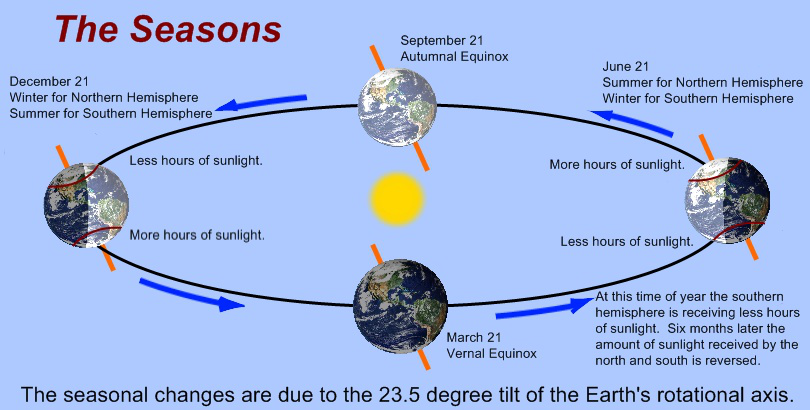 The Seasons
September 21
Autumnal Equinox
June 21
Summer for Northern Hemisphere
Winter for Southern Hemisphere
December 21
Winter for Northern Hemisphere
Summer for Southern Hemisphere
Less hours of sunlight.
More hours of sunlight.
More hours of sunlight.
Less hours of sunlight.
At this time of year the southern
hemisphere is receiving less hours
of sunlight.  Six months later the
amount of sunlight received by the
north and south is reversed.
March 21
Vernal Equinox
The seasonal changes are due to the 23.5 degree tilt of the Earth's rotational axis.